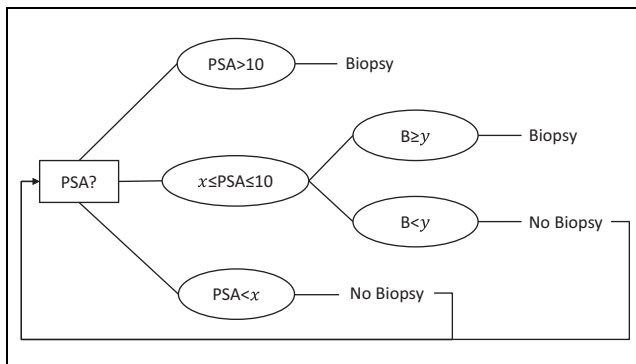 PSA>10
Biopsy
B≥y
Biopsy
PSA?
x≤PSA≤10
B<y
No Biopsy
PSA<x
No Biopsy